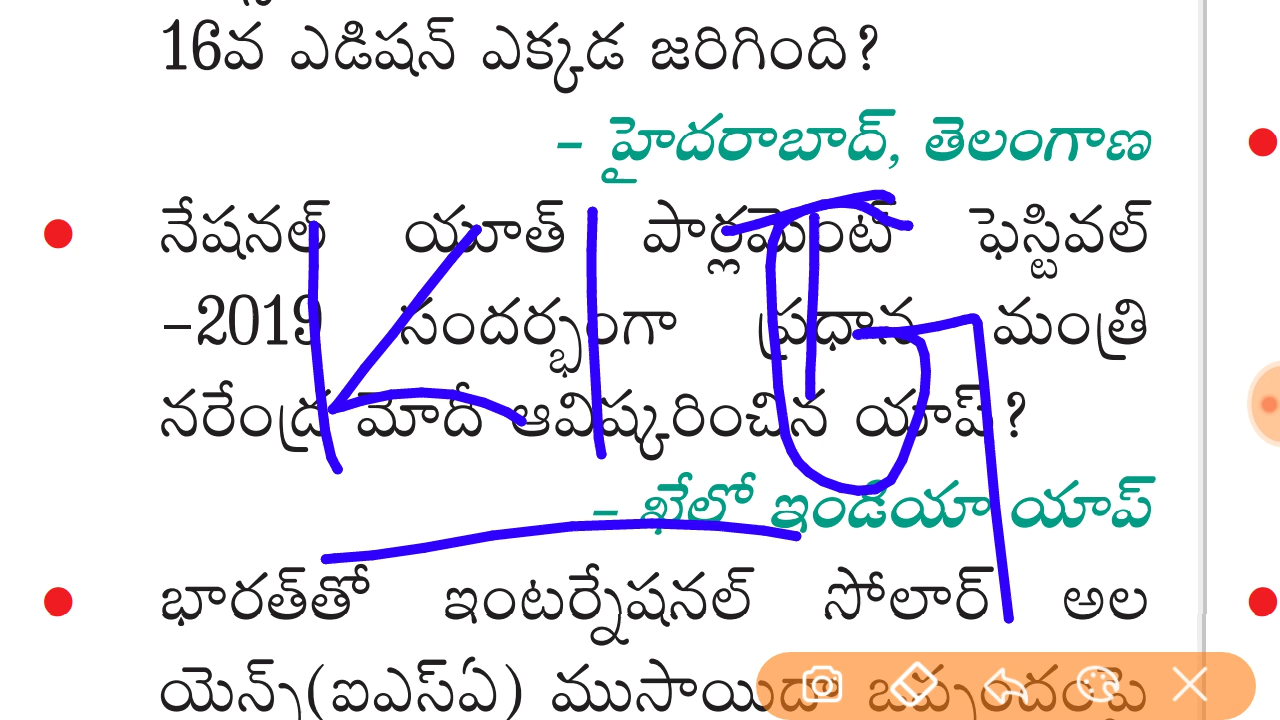 16వ ఎడిషన్ ఎక్కడ జరిగింది?
– హైదరాబాద్, తెలంగాణ
• నేషనల్ యూత్ పార్లమెంట్ ఫెస్టివల్
–2019 సందర్భంగా ప్రధాన మంత్రి
నరేంద్ర మోదీ ఆవిష్కరించిన యాప్?
– ఖేలో ఇండియా యాప్
• భారత్‌తో ఇంటర్నేషనల్ సోలార్ అల
యెన్స్(ఐఎస్ఏ) ముసాయిదా ఒప్పందంపై